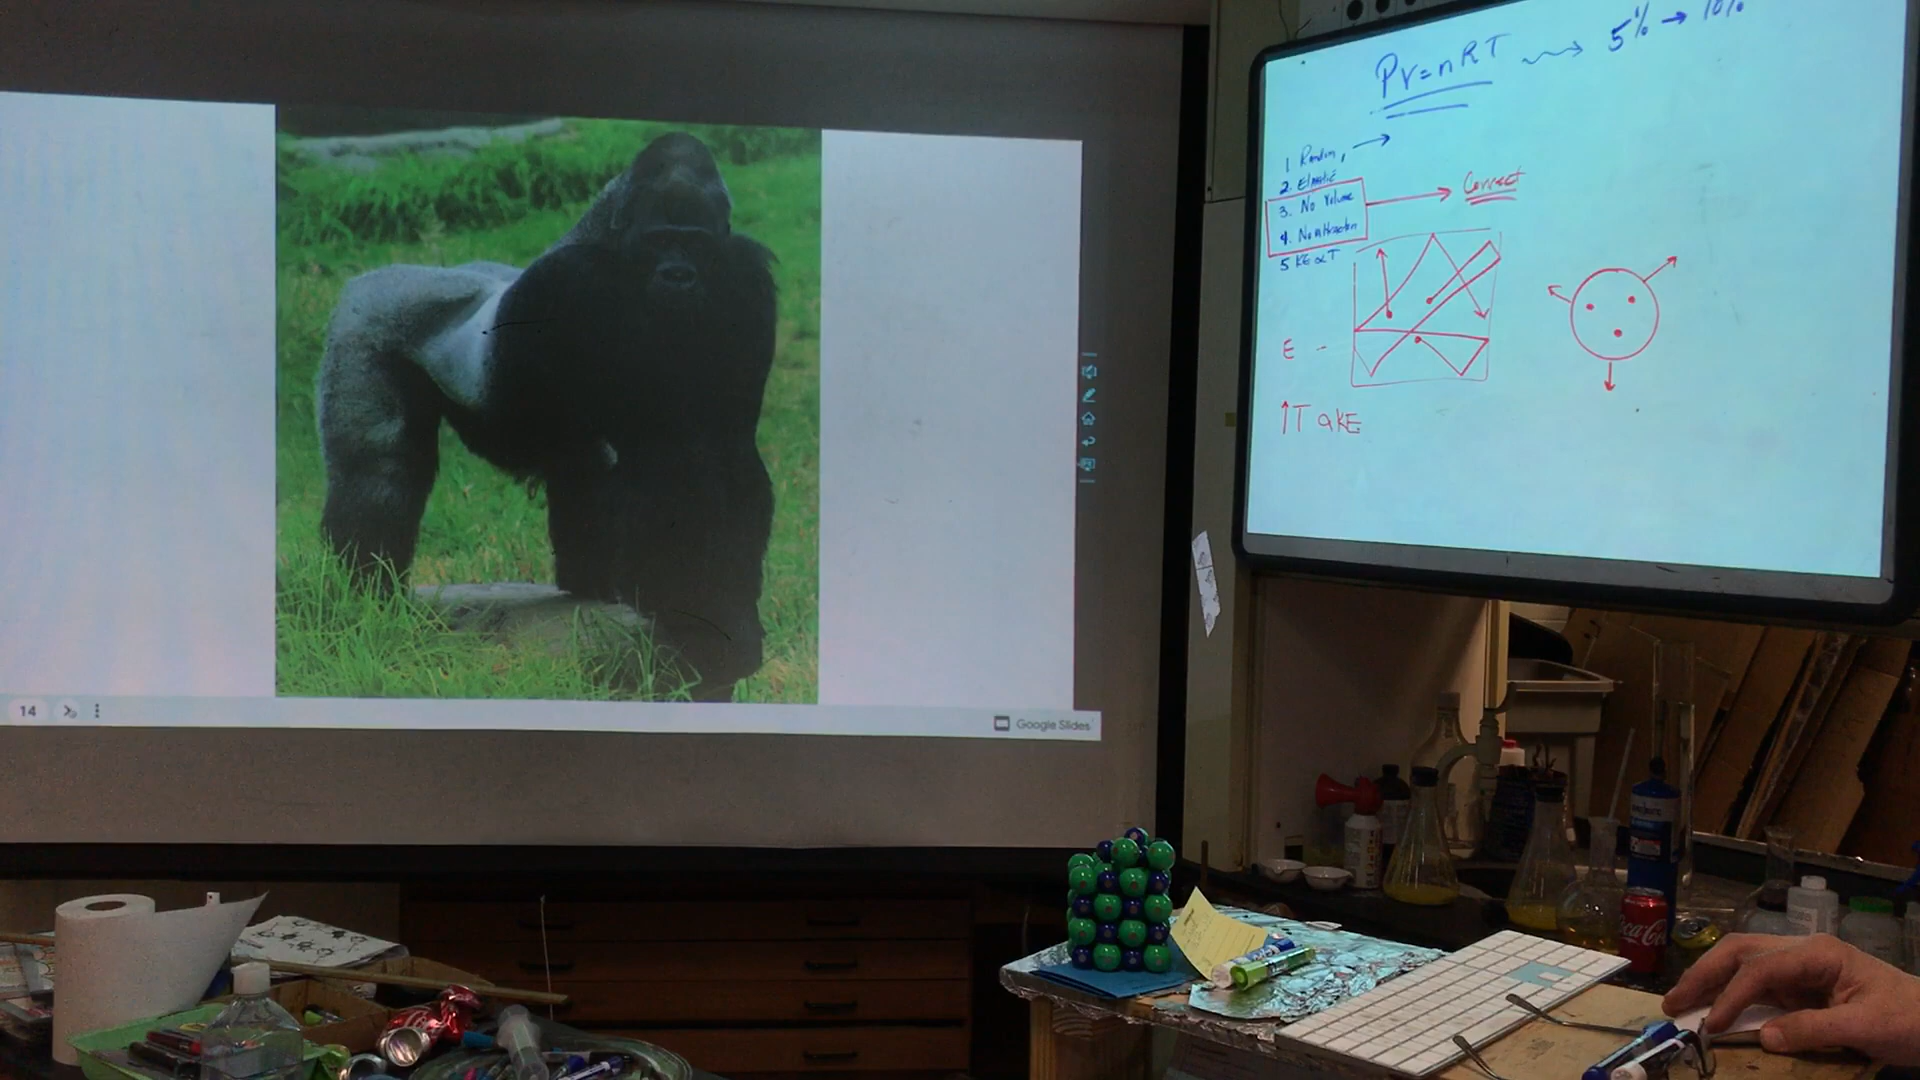 PV=nRT → 5% → 10%
1 Random, →
2. Elastic
3. No Volume → Correct
4. No attraction
5 KE α T
E -
↑T α KE
14
Google Slides
Coca-Cola